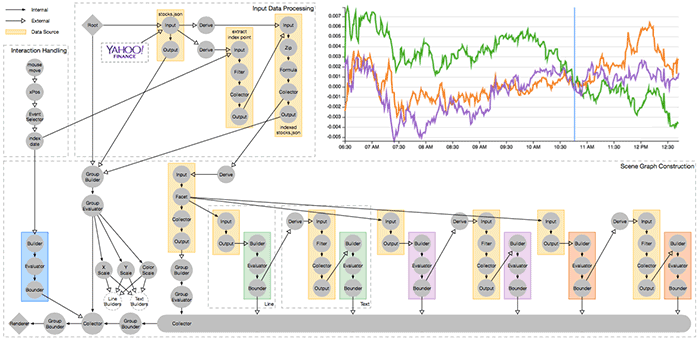 Internal
External
Data Source
Input Data Processing
Root
stocks.json
Input
Output
Derive
Derive
YAHOO!
FINANCE
extract
index point
Input
Filter
Collector
Output
Input
Zip
Formula
Collector
Output
indexed
stocks.json
Interaction Handling
mouse
move
xPos
Event
Selector
index
date
0.007
0.006
0.005
0.004
0.003
0.002
0.001
0.000
-0.001
-0.002
-0.003
-0.004
-0.005
06:30
07 AM
07:30
08 AM
08:30
09 AM
09:30
10 AM
10:30
11 AM
11:30
12 PM
12:30
Scene Graph Construction
Group
Builder
Group
Evaluator
X
Scale
Y
Scale
Color
Scale
Line
Builders
Text
Builders
Builder
Evaluator
Bounder
Input
Facet
Collector
Output
Group
Builder
Group
Evaluator
Derive
Input
Output
Builder
Evaluator
Bounder
Line
Derive
Input
Filter
Collector
Output
Builder
Evaluator
Bounder
Text
Input
Output
Builder
Evaluator
Bounder
Derive
Input
Filter
Collector
Output
Builder
Evaluator
Bounder
Input
Output
Builder
Evaluator
Bounder
Derive
Input
Filter
Collector
Output
Builder
Evaluator
Bounder
Renderer
Group
Bounder
Collector
Group
Bounder
Collector